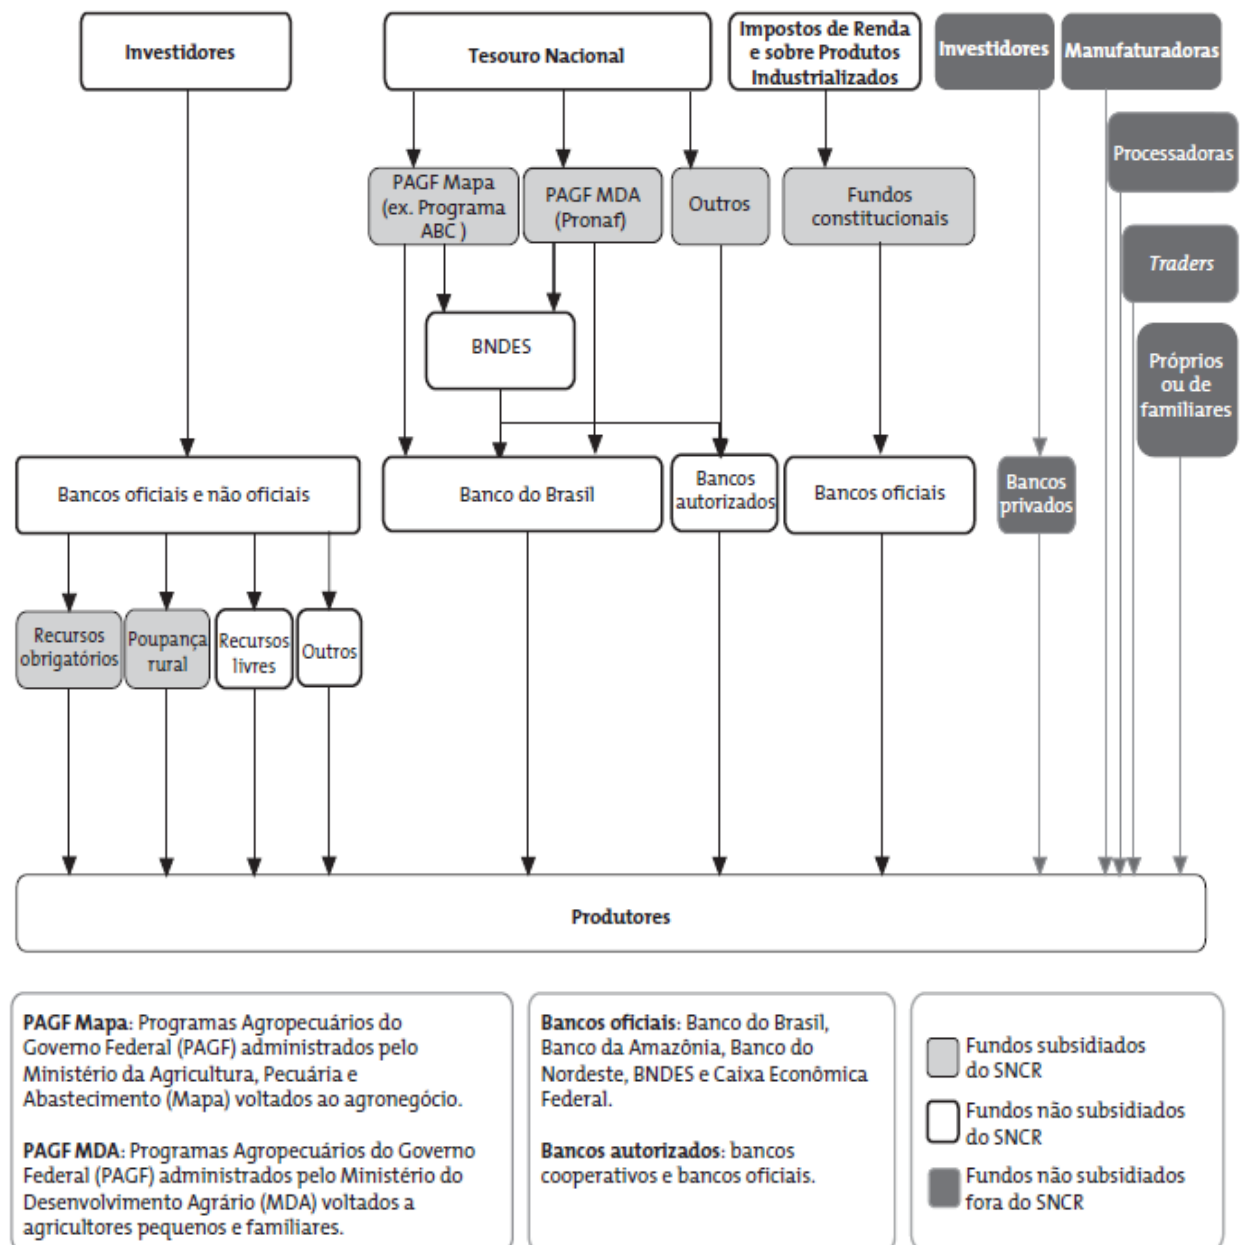 Investidores
Tesouro Nacional
Impostos de Renda
e sobre Produtos
Industrializados
Investidores
Manufaturadoras
Processadoras
Traders
Próprios
ou de
familiares
PAGF Mapa
(ex. Programa
ABC )
PAGF MDA
(Pronaf)
Outros
Fundos
constitucionais
BNDES
Bancos oficiais e não oficiais
Banco do Brasil
Bancos
autorizados
Bancos oficiais
Bancos
privados
Recursos
obrigatórios
Poupança
rural
Recursos
livres
Outros
Produtores
PAGF Mapa: Programas Agropecuários do
Governo Federal (PAGF) administrados pelo
Ministério da Agricultura, Pecuária e
Abastecimento (Mapa) voltados ao agronegócio.
PAGF MDA: Programas Agropecuários do Governo
Federal (PAGF) administrados pelo Ministério do
Desenvolvimento Agrário (MDA) voltados a
agricultores pequenos e familiares.
Bancos oficiais: Banco do Brasil,
Banco da Amazônia, Banco do
Nordeste, BNDES e Caixa Econômica
Federal.
Bancos autorizados: bancos
cooperativos e bancos oficiais.
Fundos subsidiados
do SNCR
Fundos não subsidiados
do SNCR
Fundos não subsidiados
fora do SNCR